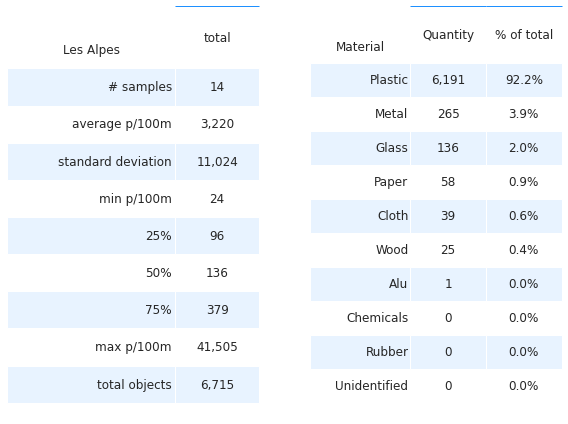 Les Alpes total
# samples 14
average p/100m 3,220
standard deviation 11,024
min p/100m 24
25% 96
50% 136
75% 379
max p/100m 41,505
total objects 6,715
Material Quantity % of total
Plastic 6,191 92.2%
Metal 265 3.9%
Glass 136 2.0%
Paper 58 0.9%
Cloth 39 0.6%
Wood 25 0.4%
Alu 1 0.0%
Chemicals 0 0.0%
Rubber 0 0.0%
Unidentified 0 0.0%